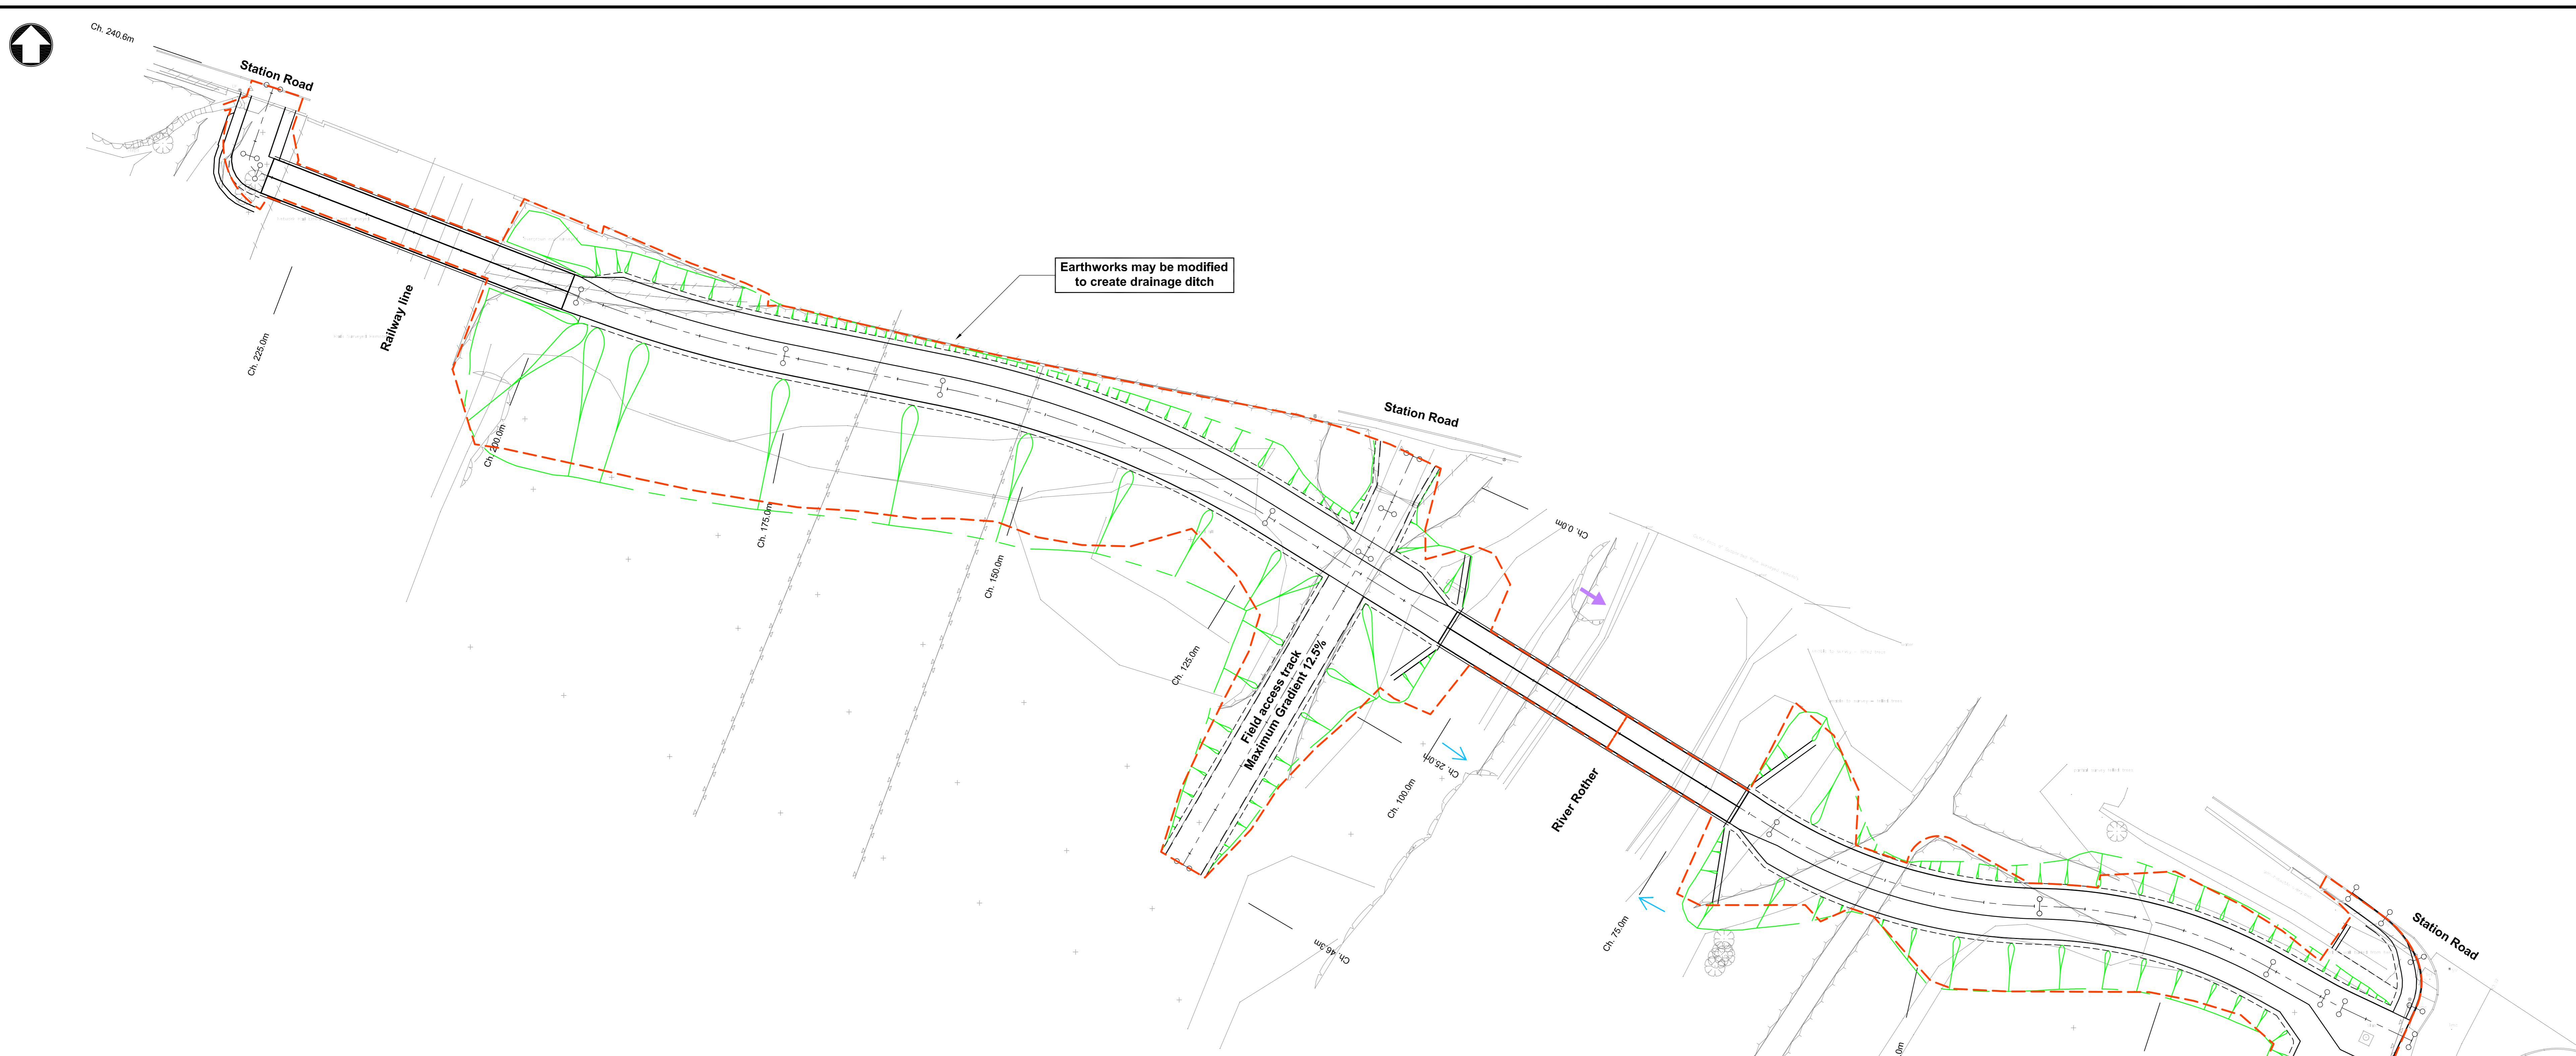 Ch. 240.6m
Station Road
Earthworks may be modified
to create drainage ditch
Railway line
Ch. 225.0m
Ch. 200.0m
Ch. 175.0m
Ch. 150.0m
Station Road
Ch. 0.0m
Ch. 125.0m
Field access track
Maximum Gradient 12.5%
Ch. 25.0m
Ch. 100.0m
River Rother
Ch. 46.3m
Ch. 75.0m
Station Road